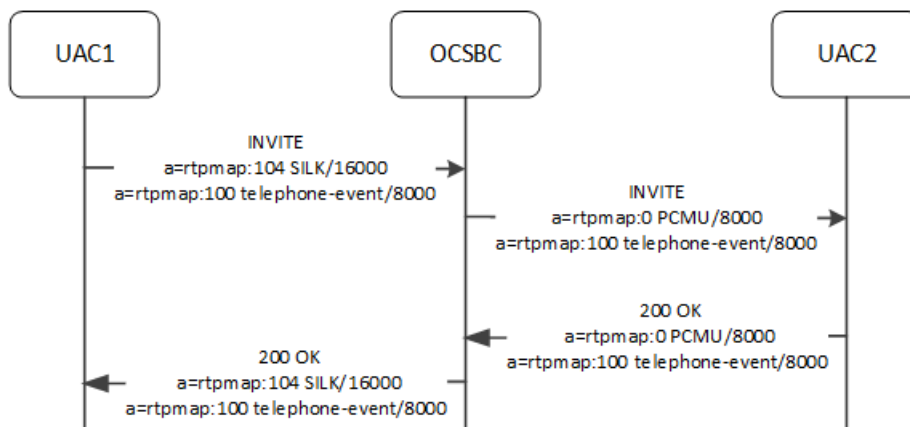 UAC1
OCSBC
UAC2
INVITE
a=rtpmap:104 SILK/16000
a=rtpmap:100 telephone-event/8000
INVITE
a=rtpmap:0 PCMU/8000
a=rtpmap:100 telephone-event/8000
200 OK
a=rtpmap:0 PCMU/8000
a=rtpmap:100 telephone-event/8000
200 OK
a=rtpmap:104 SILK/16000
a=rtpmap:100 telephone-event/8000